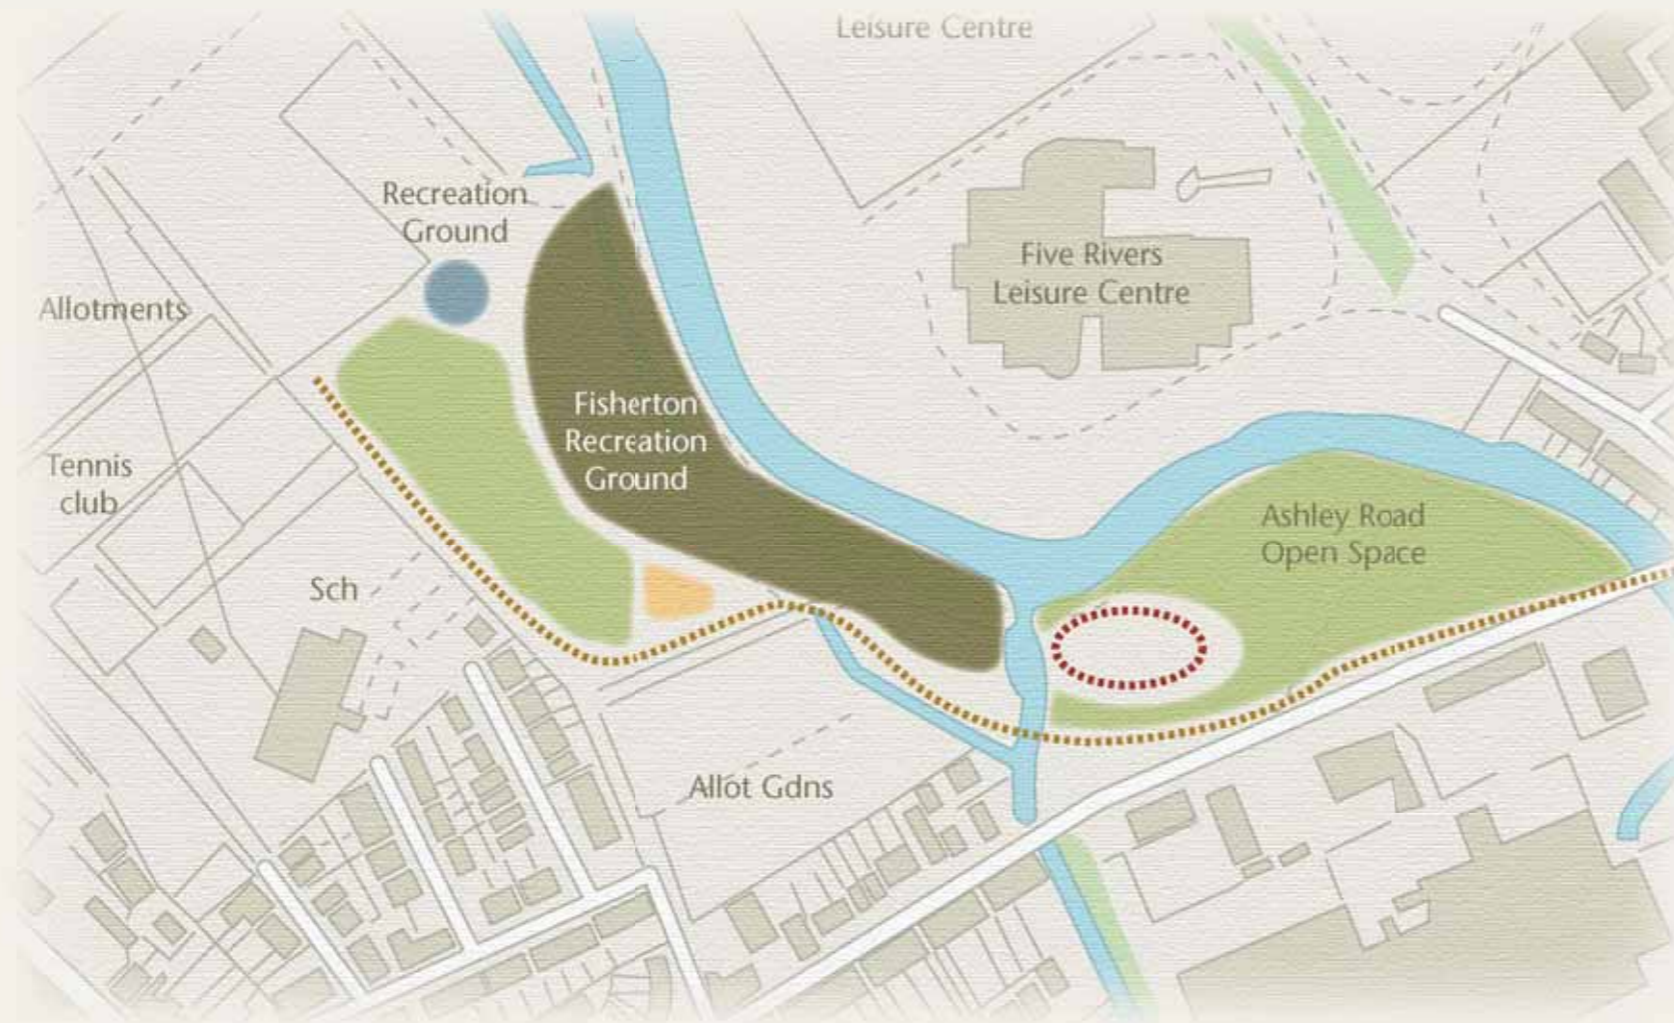 Leisure Centre
Recreation
Ground
Five Rivers
Leisure Centre
Allotments
Fisherton
Recreation
Ground
Tennis
club
Ashley Road
Open Space
Sch
Allot Gdns